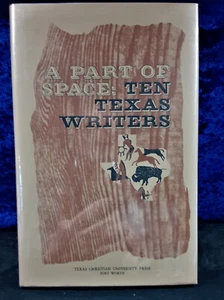 A PART OF
SPACE: TEN
TEXAS
WRITERS
TEXAS CHRISTIAN UNIVERSITY PRESS
FORT WORTH